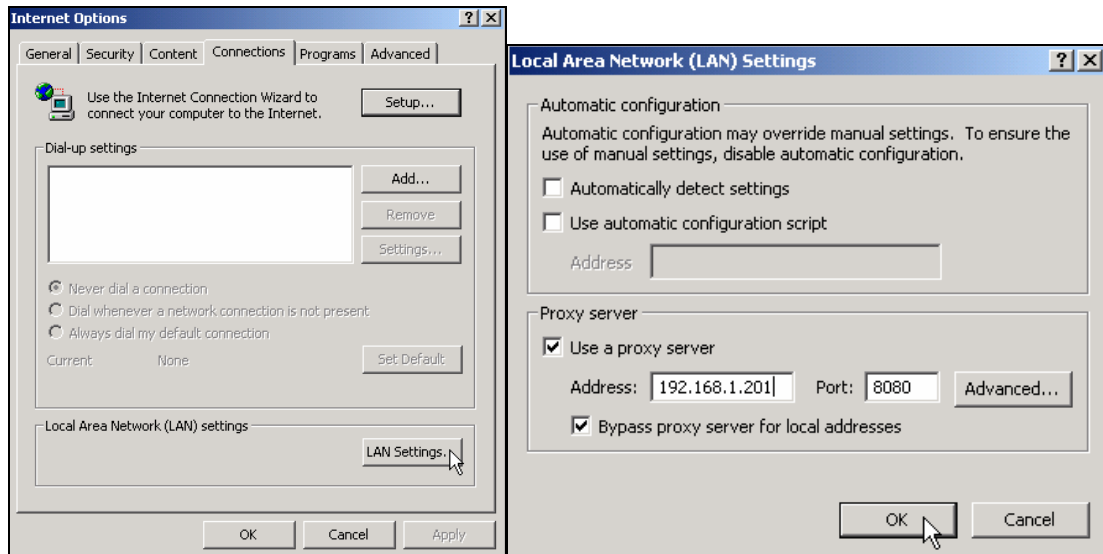 Internet Options
General Security Content Connections Programs Advanced
Use the Internet Connection Wizard to
connect your computer to the Internet.
Setup...
Dial-up settings
Add...
Remove
Settings...
Never dial a connection
Dial whenever a network connection is not present
Always dial my default connection
Current None
Set Default
Local Area Network (LAN) settings
LAN Settings...
OK Cancel Apply
Local Area Network (LAN) Settings
Automatic configuration
Automatic configuration may override manual settings. To ensure the
use of manual settings, disable automatic configuration.
Automatically detect settings
Use automatic configuration script
Address
Proxy server
Use a proxy server
Address: 192.168.1.201 Port: 8080 Advanced...
Bypass proxy server for local addresses
OK Cancel